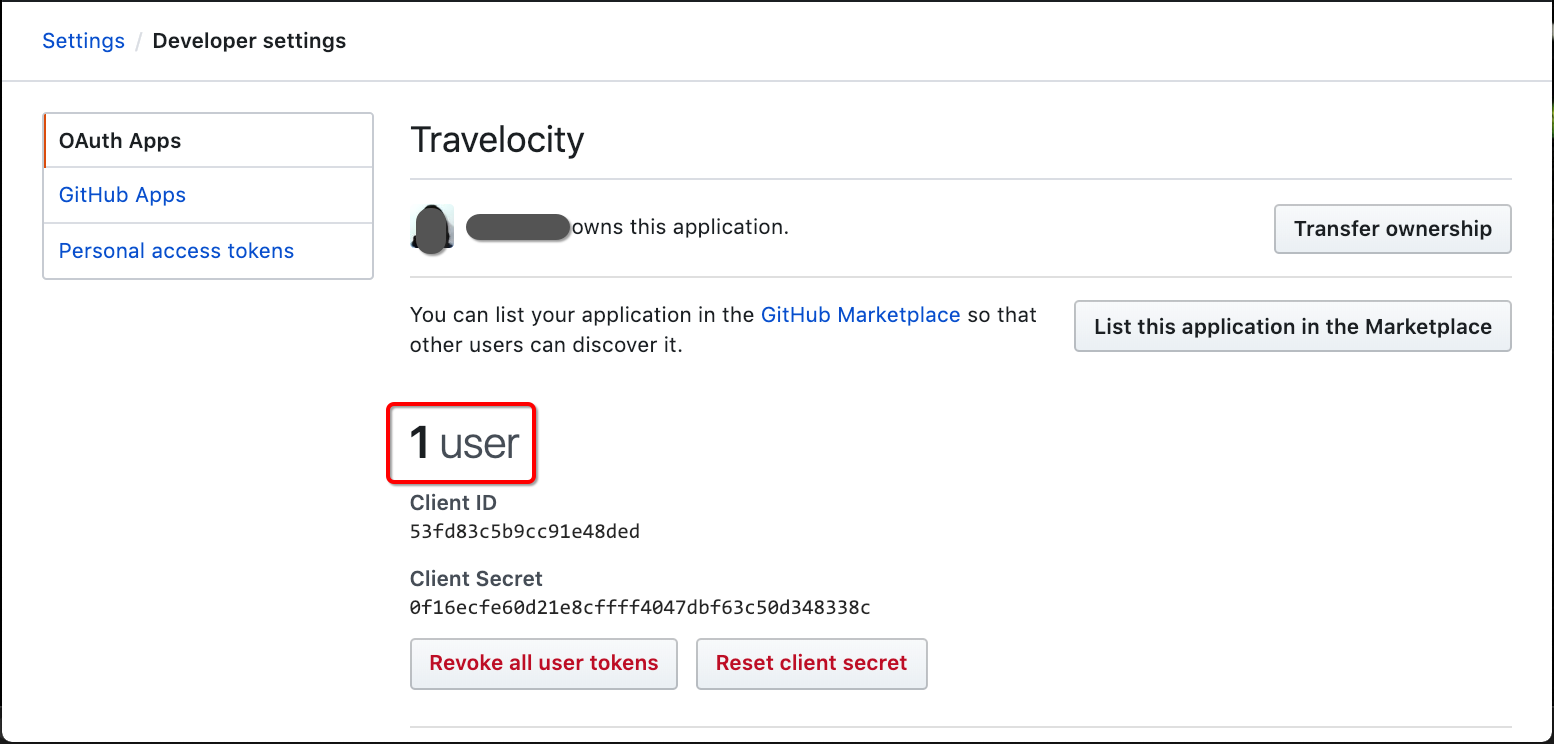 Settings / Developer settings
OAuth Apps
GitHub Apps
Personal access tokens
Travelocity
owns this application.
Transfer ownership
You can list your application in the GitHub Marketplace so that
other users can discover it.
List this application in the Marketplace
1 user
Client ID
53fd83c5b9cc91e48ded
Client Secret
0f16ecfe60d21e8cffff4047dbf63c50d348338c
Revoke all user tokens
Reset client secret